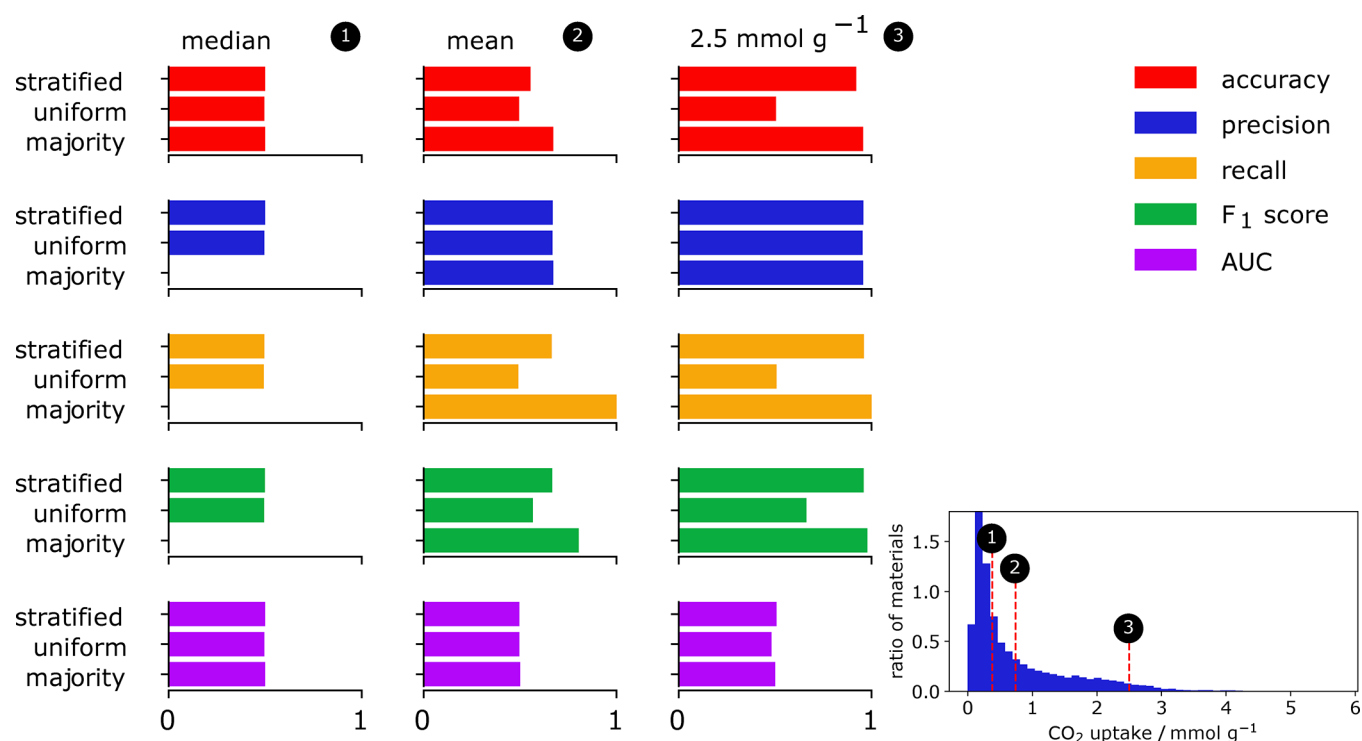 median 1 mean 2 2.5 mmol g⁻¹ 3
stratified
uniform
majority
0 1 0 1 0 1
stratified
uniform
majority
stratified
uniform
majority
stratified
uniform
majority
stratified
uniform
majority
accuracy
precision
recall
F₁ score
AUC
ratio of materials
1.5
1.0
0.5
0.0
1
2
3
0 1 2 3 4 5 6
CO₂ uptake / mmol g⁻¹